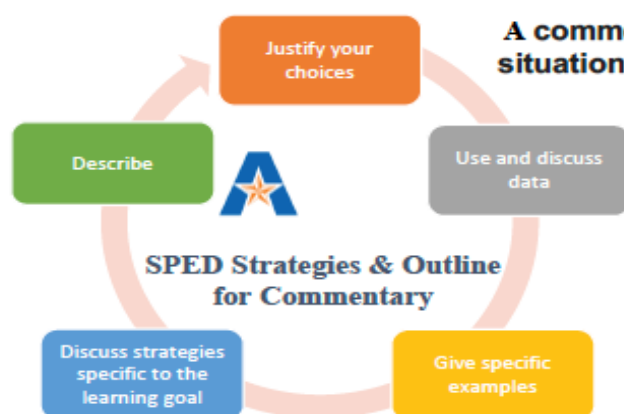 Justify your
choices
A comm
situation
Describe
Use and discuss
data
SPED Strategies & Outline
for Commentary
Discuss strategies
specific to the
learning goal
Give specific
examples